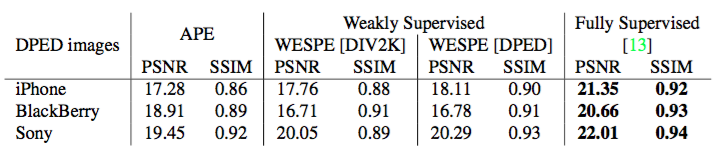 Weakly Supervised Fully Supervised
DPED images APE WESPE [DIV2K] WESPE [DPED] [13]
PSNR SSIM PSNR SSIM PSNR SSIM PSNR SSIM
iPhone 17.28 0.86 17.76 0.88 18.11 0.90 21.35 0.92
BlackBerry 18.91 0.89 16.71 0.91 16.78 0.91 20.66 0.93
Sony 19.45 0.92 20.05 0.89 20.29 0.93 22.01 0.94